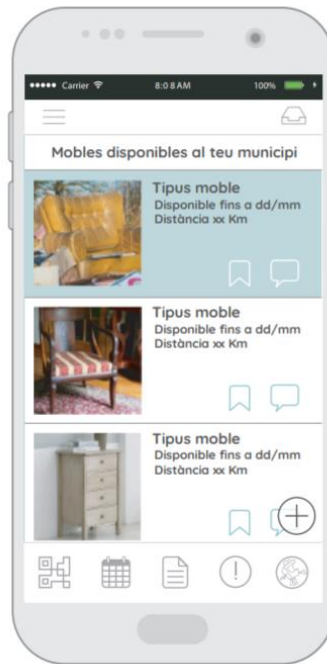 Carrier
8:08 AM
100%
Mobles disponibles al teu municipi
Tipus moble
Disponible fins a dd/mm
Distància xx Km
Tipus moble
Disponible fins a dd/mm
Distància xx Km
Tipus moble
Disponible fins a dd/mm
Distància xx Km